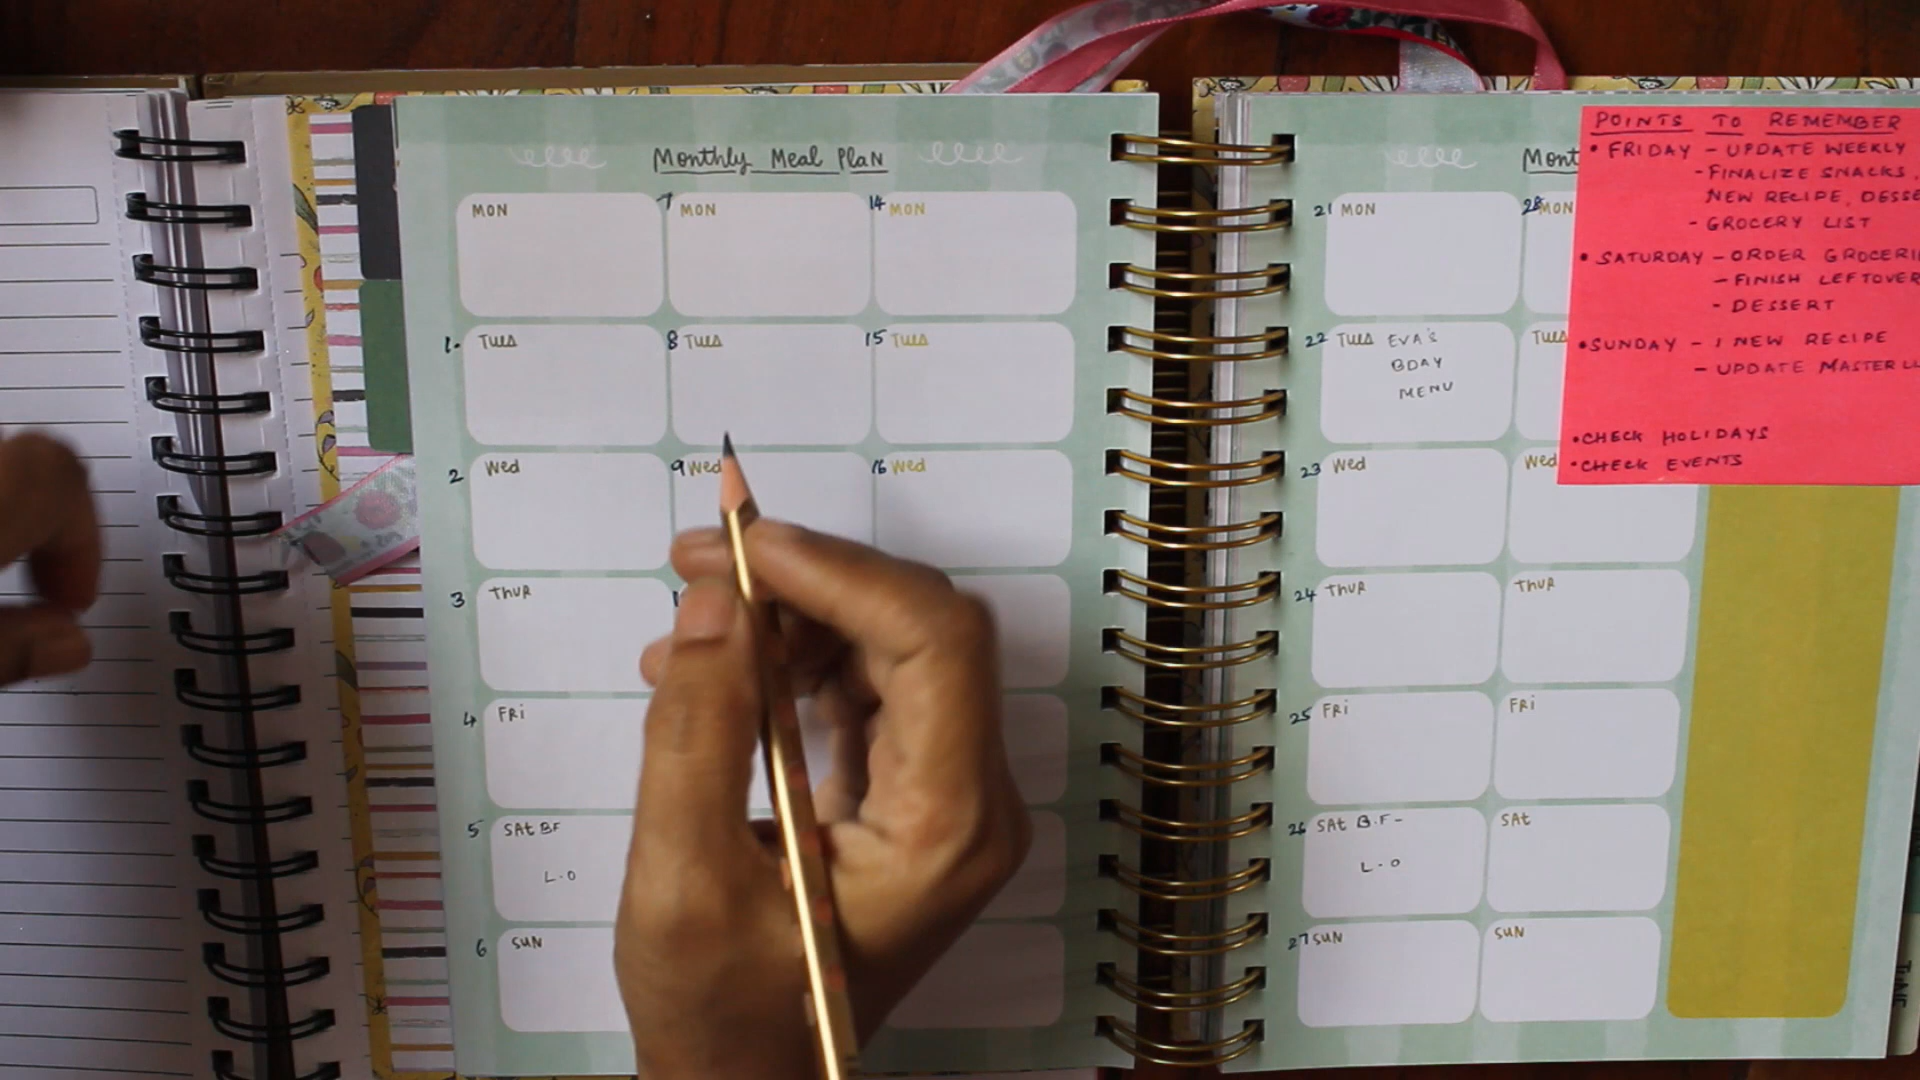 Monthly Meal Plan
MON
7 MON
14 MON
1. Tues
8 Tues
15 Tues
2 Wed
9 Wed
16 Wed
3 Thur
4 Fri
5 SAt BF
L.O
6 SUN
21 MON
28 MON
22 Tues EVA'S
BDAY
MENU
Tues
23 Wed
Wed
24 Thur
Thur
25 Fri
Fri
26 SAt B.F-
L.O
SAt
27 SUN
SUN
POINTS TO REMEMBER
• FRIDAY - UPDATE WEEKLY
- FINALIZE SNACKS,
NEW RECIPE,
- GROCERY LIST
• SATURDAY - ORDER
- FINISH
- DESSERT
• SUNDAY - 1 NEW RECIPE
- UPDATE MASTER
• CHECK HOLIDAYS
• CHECK EVENTS